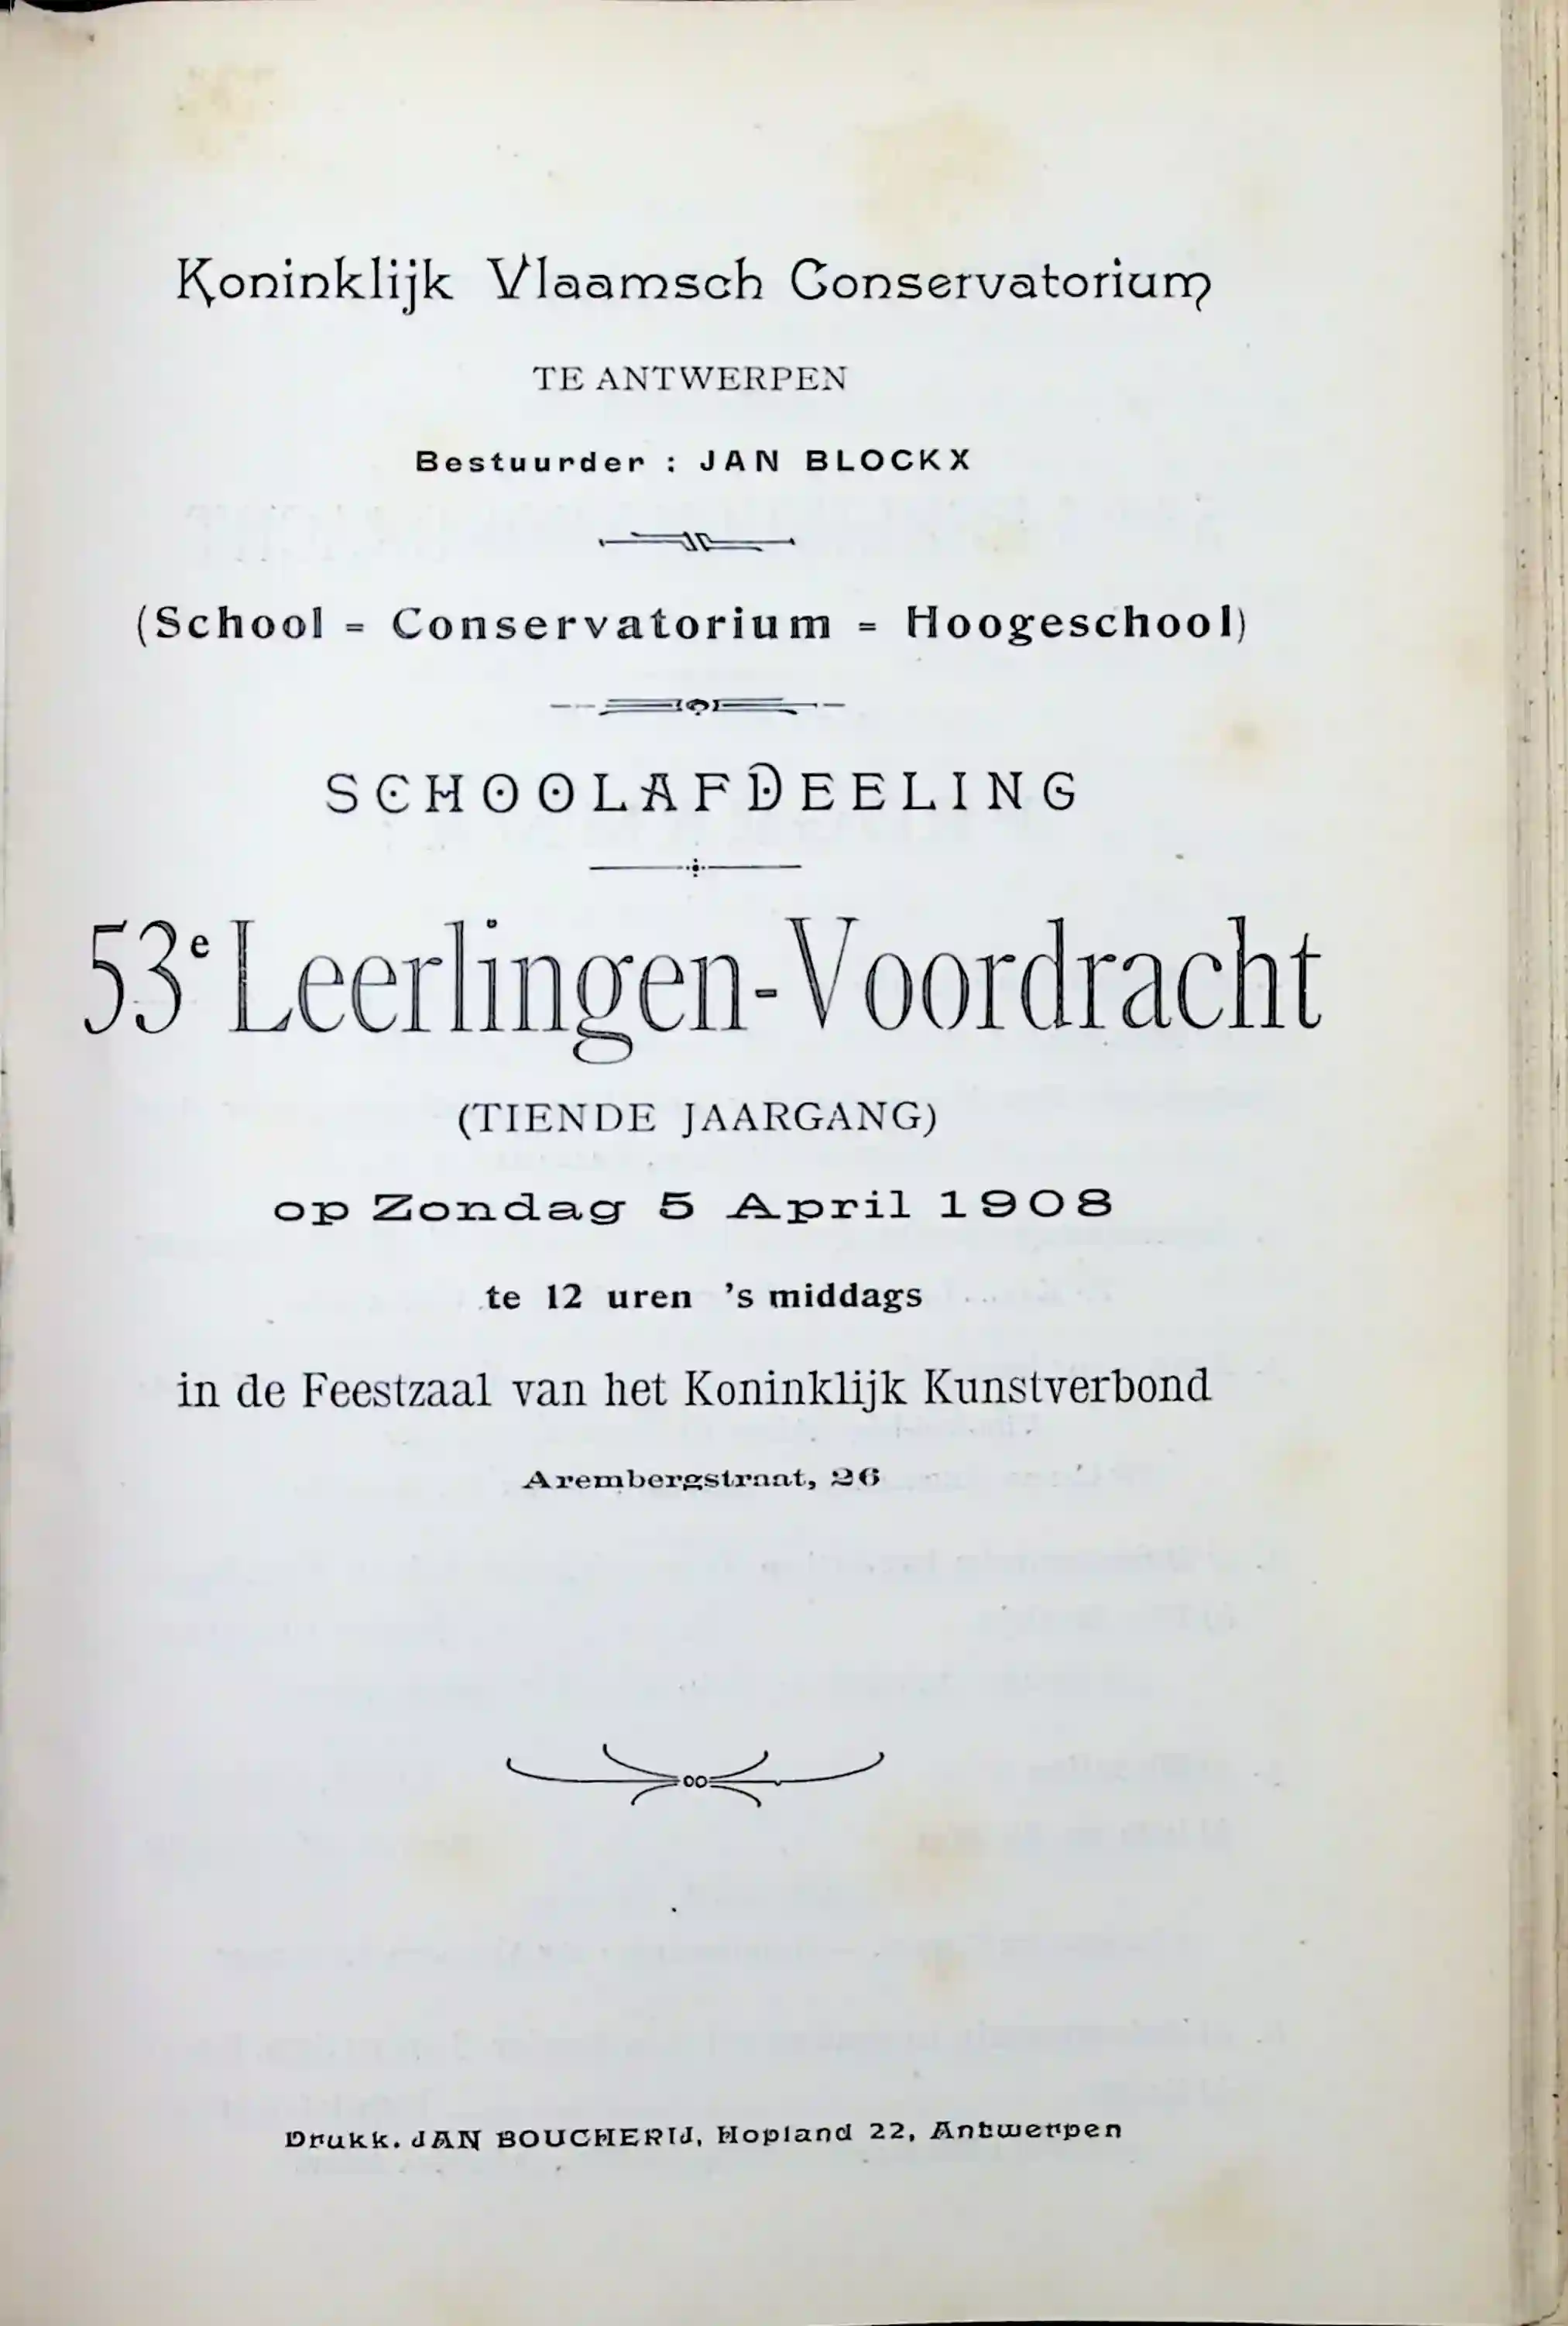 Koninklijk Vlaamsch Conservatorium
TE ANTWERPEN
Bestuurder : JAN BLOCKX
(School = Conservatorium = Hoogeschool)
SCHOOLAFDEELING
53e Leerlingen-Voordracht
(TIENDE JAARGANG)
op Zondag 5 April 1908
te 12 uren 's middags
in de Feestzaal van het Koninklijk Kunstverbond
Arembergstraat, 26
Drukk. JAN BOUCHERIJ, Hopland 22, Antwerpen